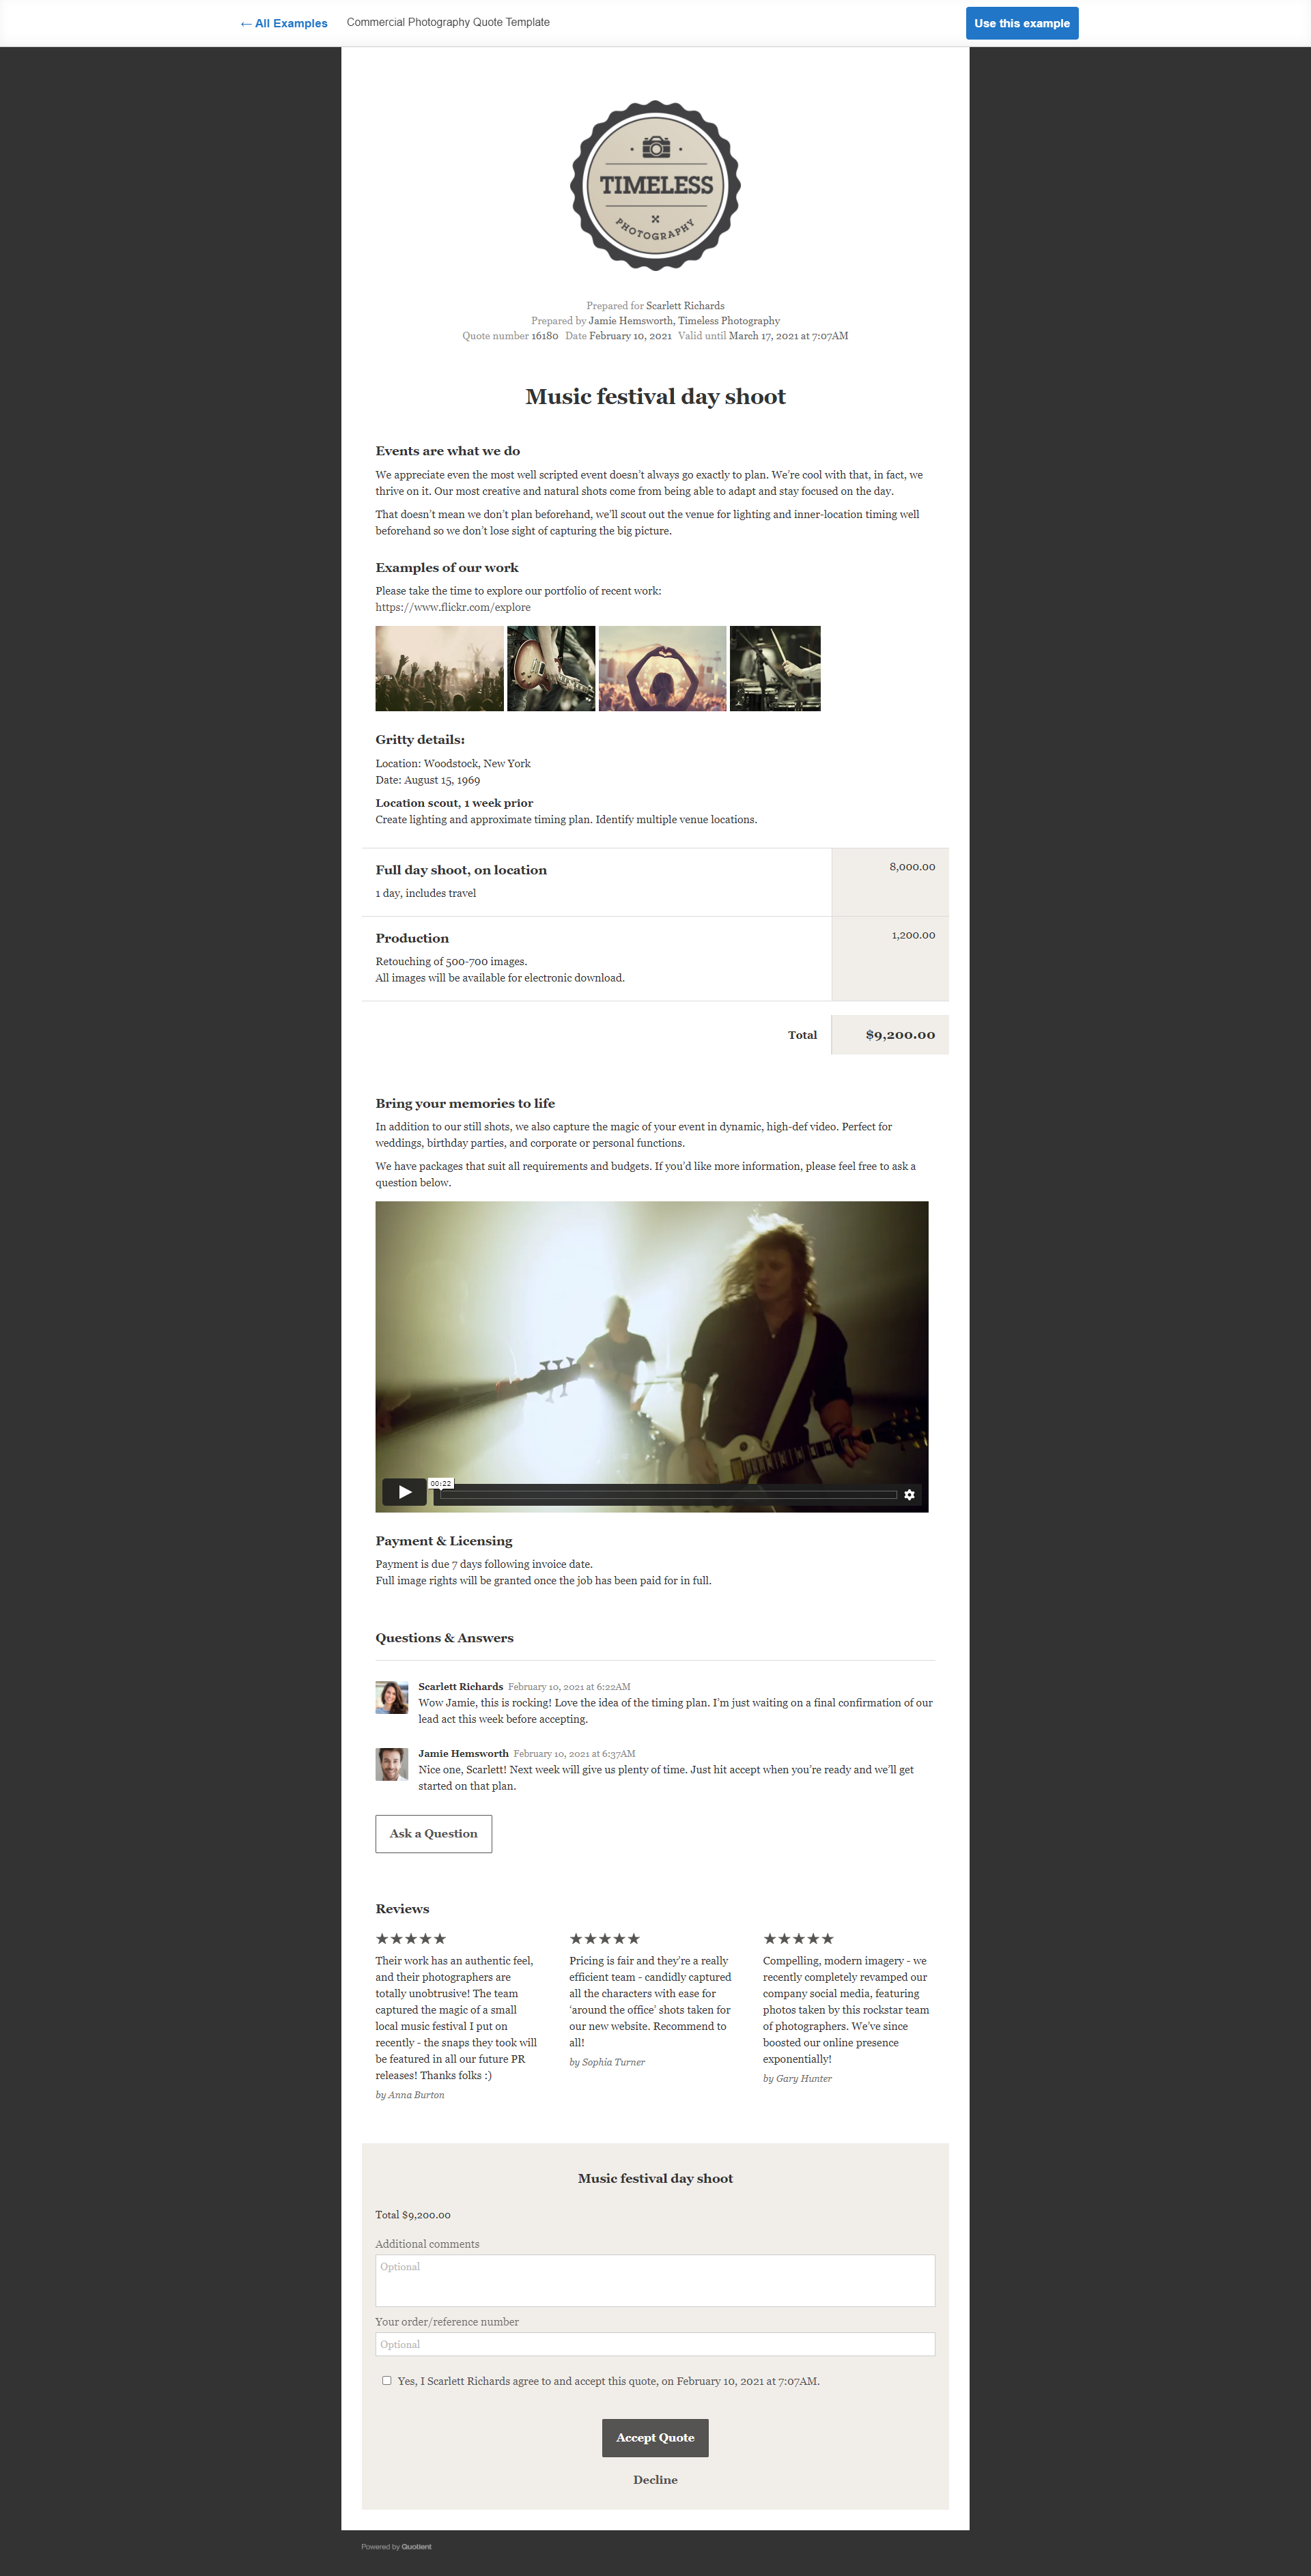 ← All Examples
Commercial Photography Quote Template
Use this example
TIMELESS
PHOTOGRAPHY
Prepared for Scarlett Richards
Prepared by Jamie Hemsworth, Timeless Photography
Quote number 16180 Date February 10, 2021 Valid until March 17, 2021 at 7:07AM
Music festival day shoot
Events are what we do
We appreciate even the most well scripted event doesn’t always go exactly to plan. We’re cool with that, in fact, we
thrive on it. Our most creative and natural shots come from being able to adapt and stay focused on the day.
That doesn’t mean we don’t plan beforehand, we’ll scout out the venue for lighting and inner-location timing well
beforehand so we don’t lose sight of capturing the big picture.
Examples of our work
Please take the time to explore our portfolio of recent work:
https://www.flickr.com/explore
Gritty details:
Location: Woodstock, New York
Date: August 15, 1969
Location scout, 1 week prior
Create lighting and approximate timing plan. Identify multiple venue locations.
Full day shoot, on location
8,000.00
1 day, includes travel
Production
1,200.00
Retouching of 500-700 images.
All images will be available for electronic download.
Total $9,200.00
Bring your memories to life
In addition to our still shots, we also capture the magic of your event in dynamic, high-def video. Perfect for
weddings, birthday parties, and corporate or personal functions.
We have packages that suit all requirements and budgets. If you’d like more information, please feel free to ask a
question below.
00:22
Payment & Licensing
Payment is due 7 days following invoice date.
Full image rights will be granted once the job has been paid for in full.
Questions & Answers
Scarlett Richards February 10, 2021 at 6:22AM
Wow Jamie, this is rocking! Love the idea of the timing plan. I’m just waiting on a final confirmation of our
lead act this week before accepting.
Jamie Hemsworth February 10, 2021 at 6:37AM
Nice one, Scarlett! Next week will give us plenty of time. Just hit accept when you’re ready and we’ll get
started on that plan.
Ask a Question
Reviews
★★★★★
Their work has an authentic feel,
and their photographers are
totally unobtrusive! The team
captured the magic of a small
local music festival I put on
recently - the snaps they took will
be featured in all our future PR
releases! Thanks folks :)
by Anna Burton
★★★★★
Pricing is fair and they’re a really
efficient team - candidly captured
all the characters with ease for
‘around the office’ shots taken for
our new website. Recommend to
all!
by Sophia Turner
★★★★★
Compelling, modern imagery - we
recently completely revamped our
company social media, featuring
photos taken by this rockstar team
of photographers. We’ve since
boosted our online presence
exponentially!
by Gary Hunter
Music festival day shoot
Total $9,200.00
Additional comments
Optional
Your order/reference number
Optional
Yes, I Scarlett Richards agree to and accept this quote, on February 10, 2021 at 7:07AM.
Accept Quote
Decline
Powered by Quotient